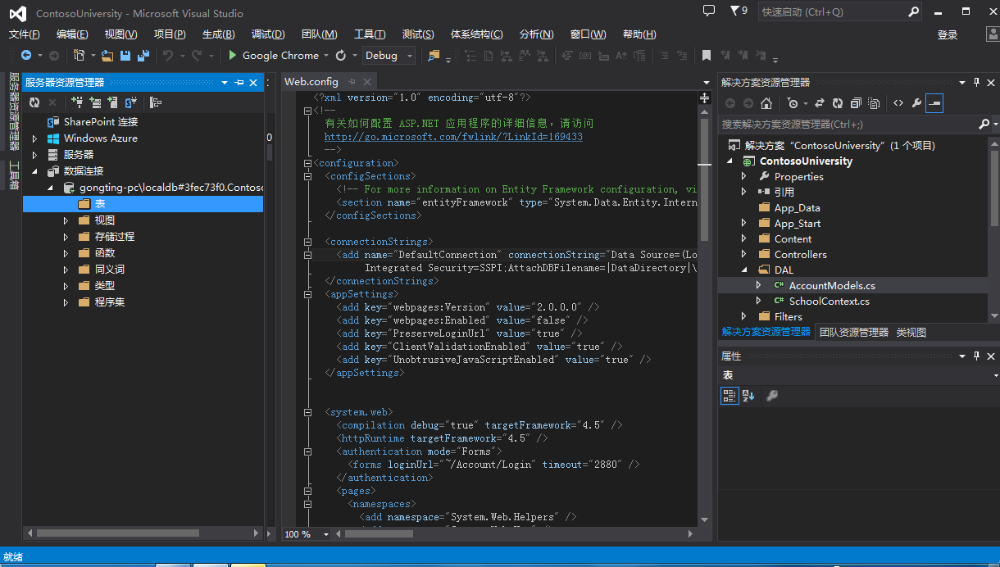 ContosoUniversity - Microsoft Visual Studio
9
快速启动 (Ctrl+Q)
文件(F) 编辑(E) 视图(V) 项目(P) 生成(B) 调试(D) 团队(M) 工具(T) 测试(S) 体系结构(C) 分析(N) 窗口(W) 帮助(H)
登录
Google Chrome
Debug
服务器资源管理器
工具箱
服务器资源管理器
SharePoint 连接
Windows Azure
服务器
数据连接
gongting-pc\localdb#3fec73f0.Contosc
表
视图
存储过程
函数
同义词
类型
程序集
0
Web.config
<?xml version="1.0" encoding="utf-8"?>
<!--
有关如何配置 ASP.NET 应用程序的详细信息，请访问
http://go.microsoft.com/fwlink/?LinkId=169433
-->
<configuration>
<configSections>
<!-- For more information on Entity Framework configuration, vi
<section name="entityFramework" type="System.Data.Entity.Intern
</configSections>
<connectionStrings>
<add name="DefaultConnection" connectionString="Data Source=(Lo
Integrated Security=SSPI;AttachDBFilename=|DataDirectory|\
</connectionStrings>
<appSettings>
<add key="webpages:Version" value="2.0.0.0" />
<add key="webpages:Enabled" value="false" />
<add key="PreserveLoginUrl" value="true" />
<add key="ClientValidationEnabled" value="true" />
<add key="UnobtrusiveJavaScriptEnabled" value="true" />
</appSettings>
<system.web>
<compilation debug="true" targetFramework="4.5" />
<httpRuntime targetFramework="4.5" />
<authentication mode="Forms">
<forms loginUrl="~/Account/Login" timeout="2880" />
</authentication>
<pages>
<namespaces>
<add namespace="System.Web.Helpers" />
100 %
解决方案资源管理器
搜索解决方案资源管理器(Ctrl+;)
解决方案 "ContosoUniversity" (1 个项目)
ContosoUniversity
Properties
引用
App_Data
App_Start
Content
Controllers
DAL
C# AccountModels.cs
C# SchoolContext.cs
Filters
解决方案资源管理器 团队资源管理器 类视图
属性
表
就绪